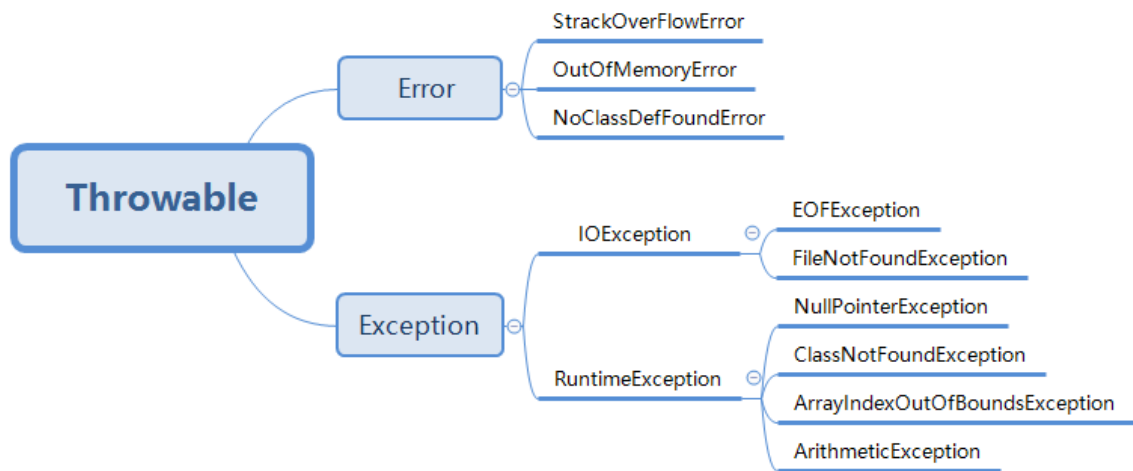 Throwable
Error
StrackOverFlowError
OutOfMemoryError
NoClassDefFoundError
Exception
IOException
EOFException
FileNotFoundException
RuntimeException
NullPointerException
ClassNotFoundException
ArrayIndexOutOfBoundsException
ArithmeticException